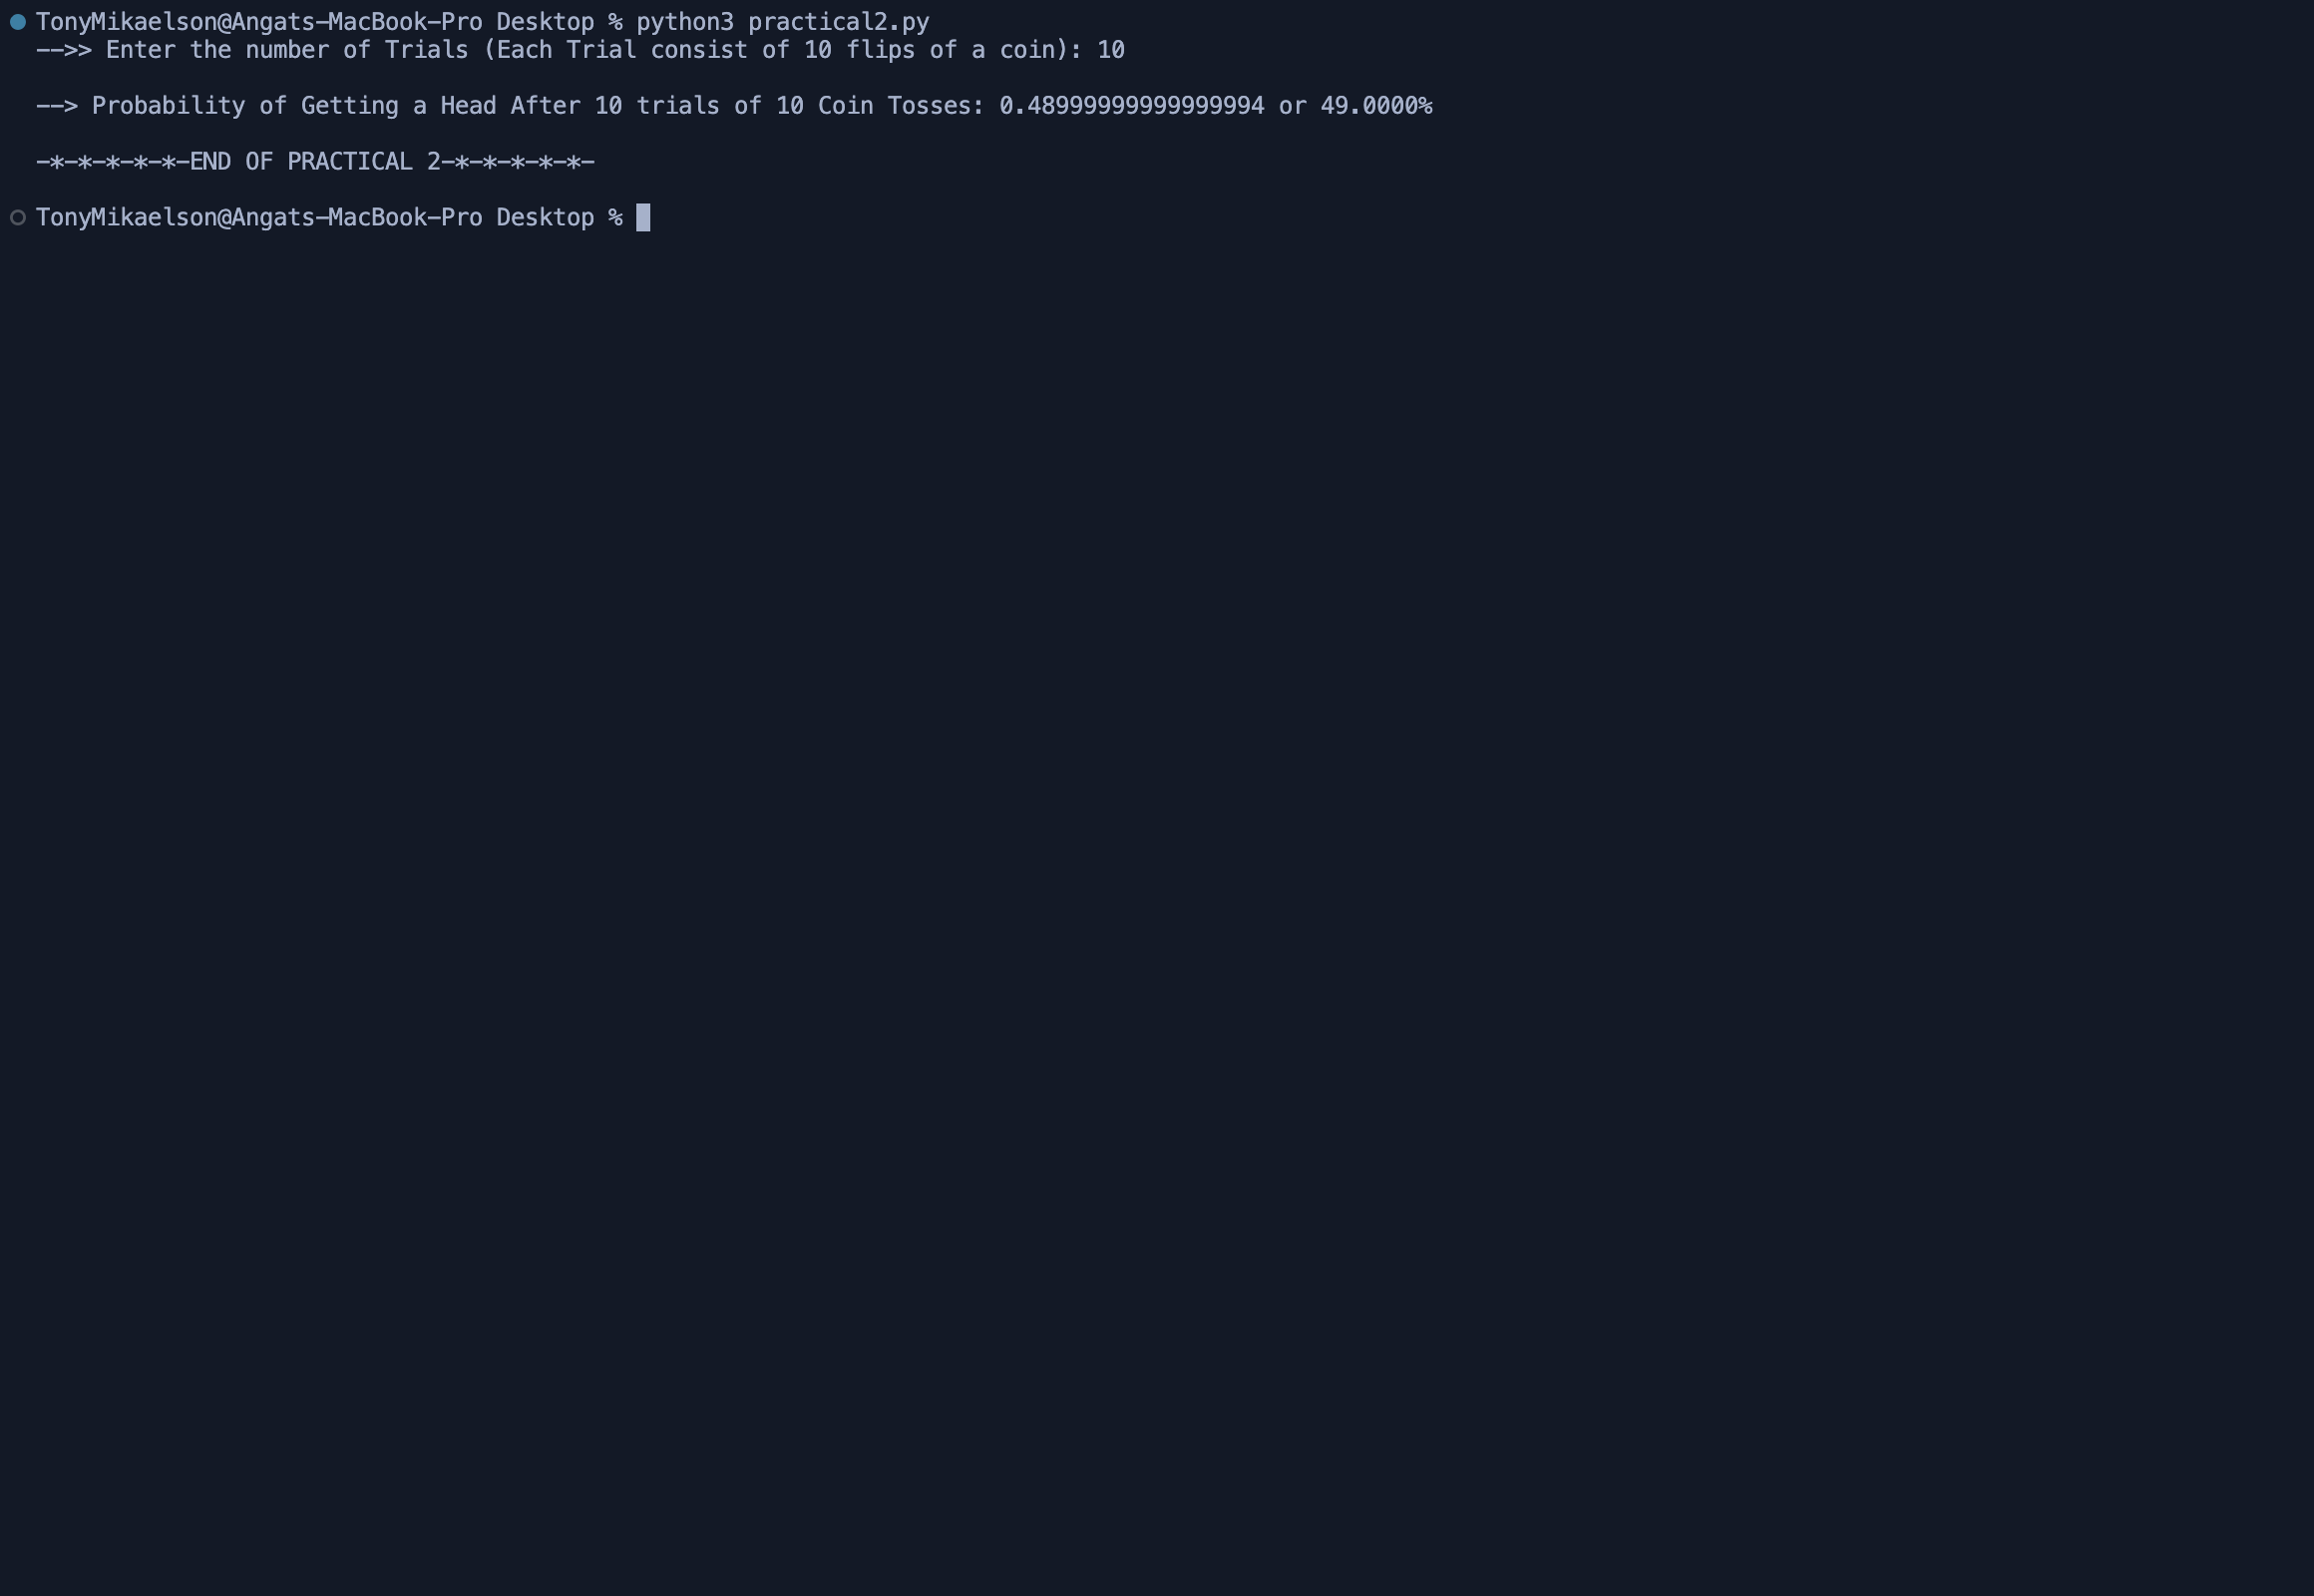 TonyMikaelson@Angats-MacBook-Pro Desktop % python3 practical2.py
-->> Enter the number of Trials (Each Trial consist of 10 flips of a coin): 10
--> Probability of Getting a Head After 10 trials of 10 Coin Tosses: 0.48999999999999994 or 49.0000%
-*-*-*-*-*-END OF PRACTICAL 2-*-*-*-*-*-
TonyMikaelson@Angats-MacBook-Pro Desktop %